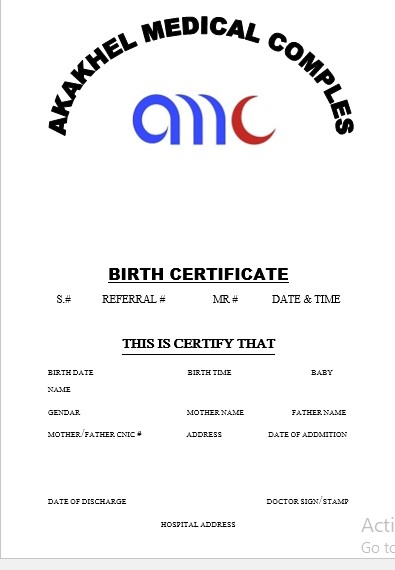 AKAKHEL MEDICAL COMPLES
amc
BIRTH CERTIFICATE
S.# REFERRAL # MR # DATE & TIME
THIS IS CERTIFY THAT
BIRTH DATE BIRTH TIME BABY
NAME
GENDAR MOTHER NAME FATHER NAME
MOTHER/FATHER CNIC # ADDRESS DATE OF ADDMITION
DATE OF DISCHARGE DOCTOR SIGN/STAMP
HOSPITAL ADDRESS
Acti
Go to